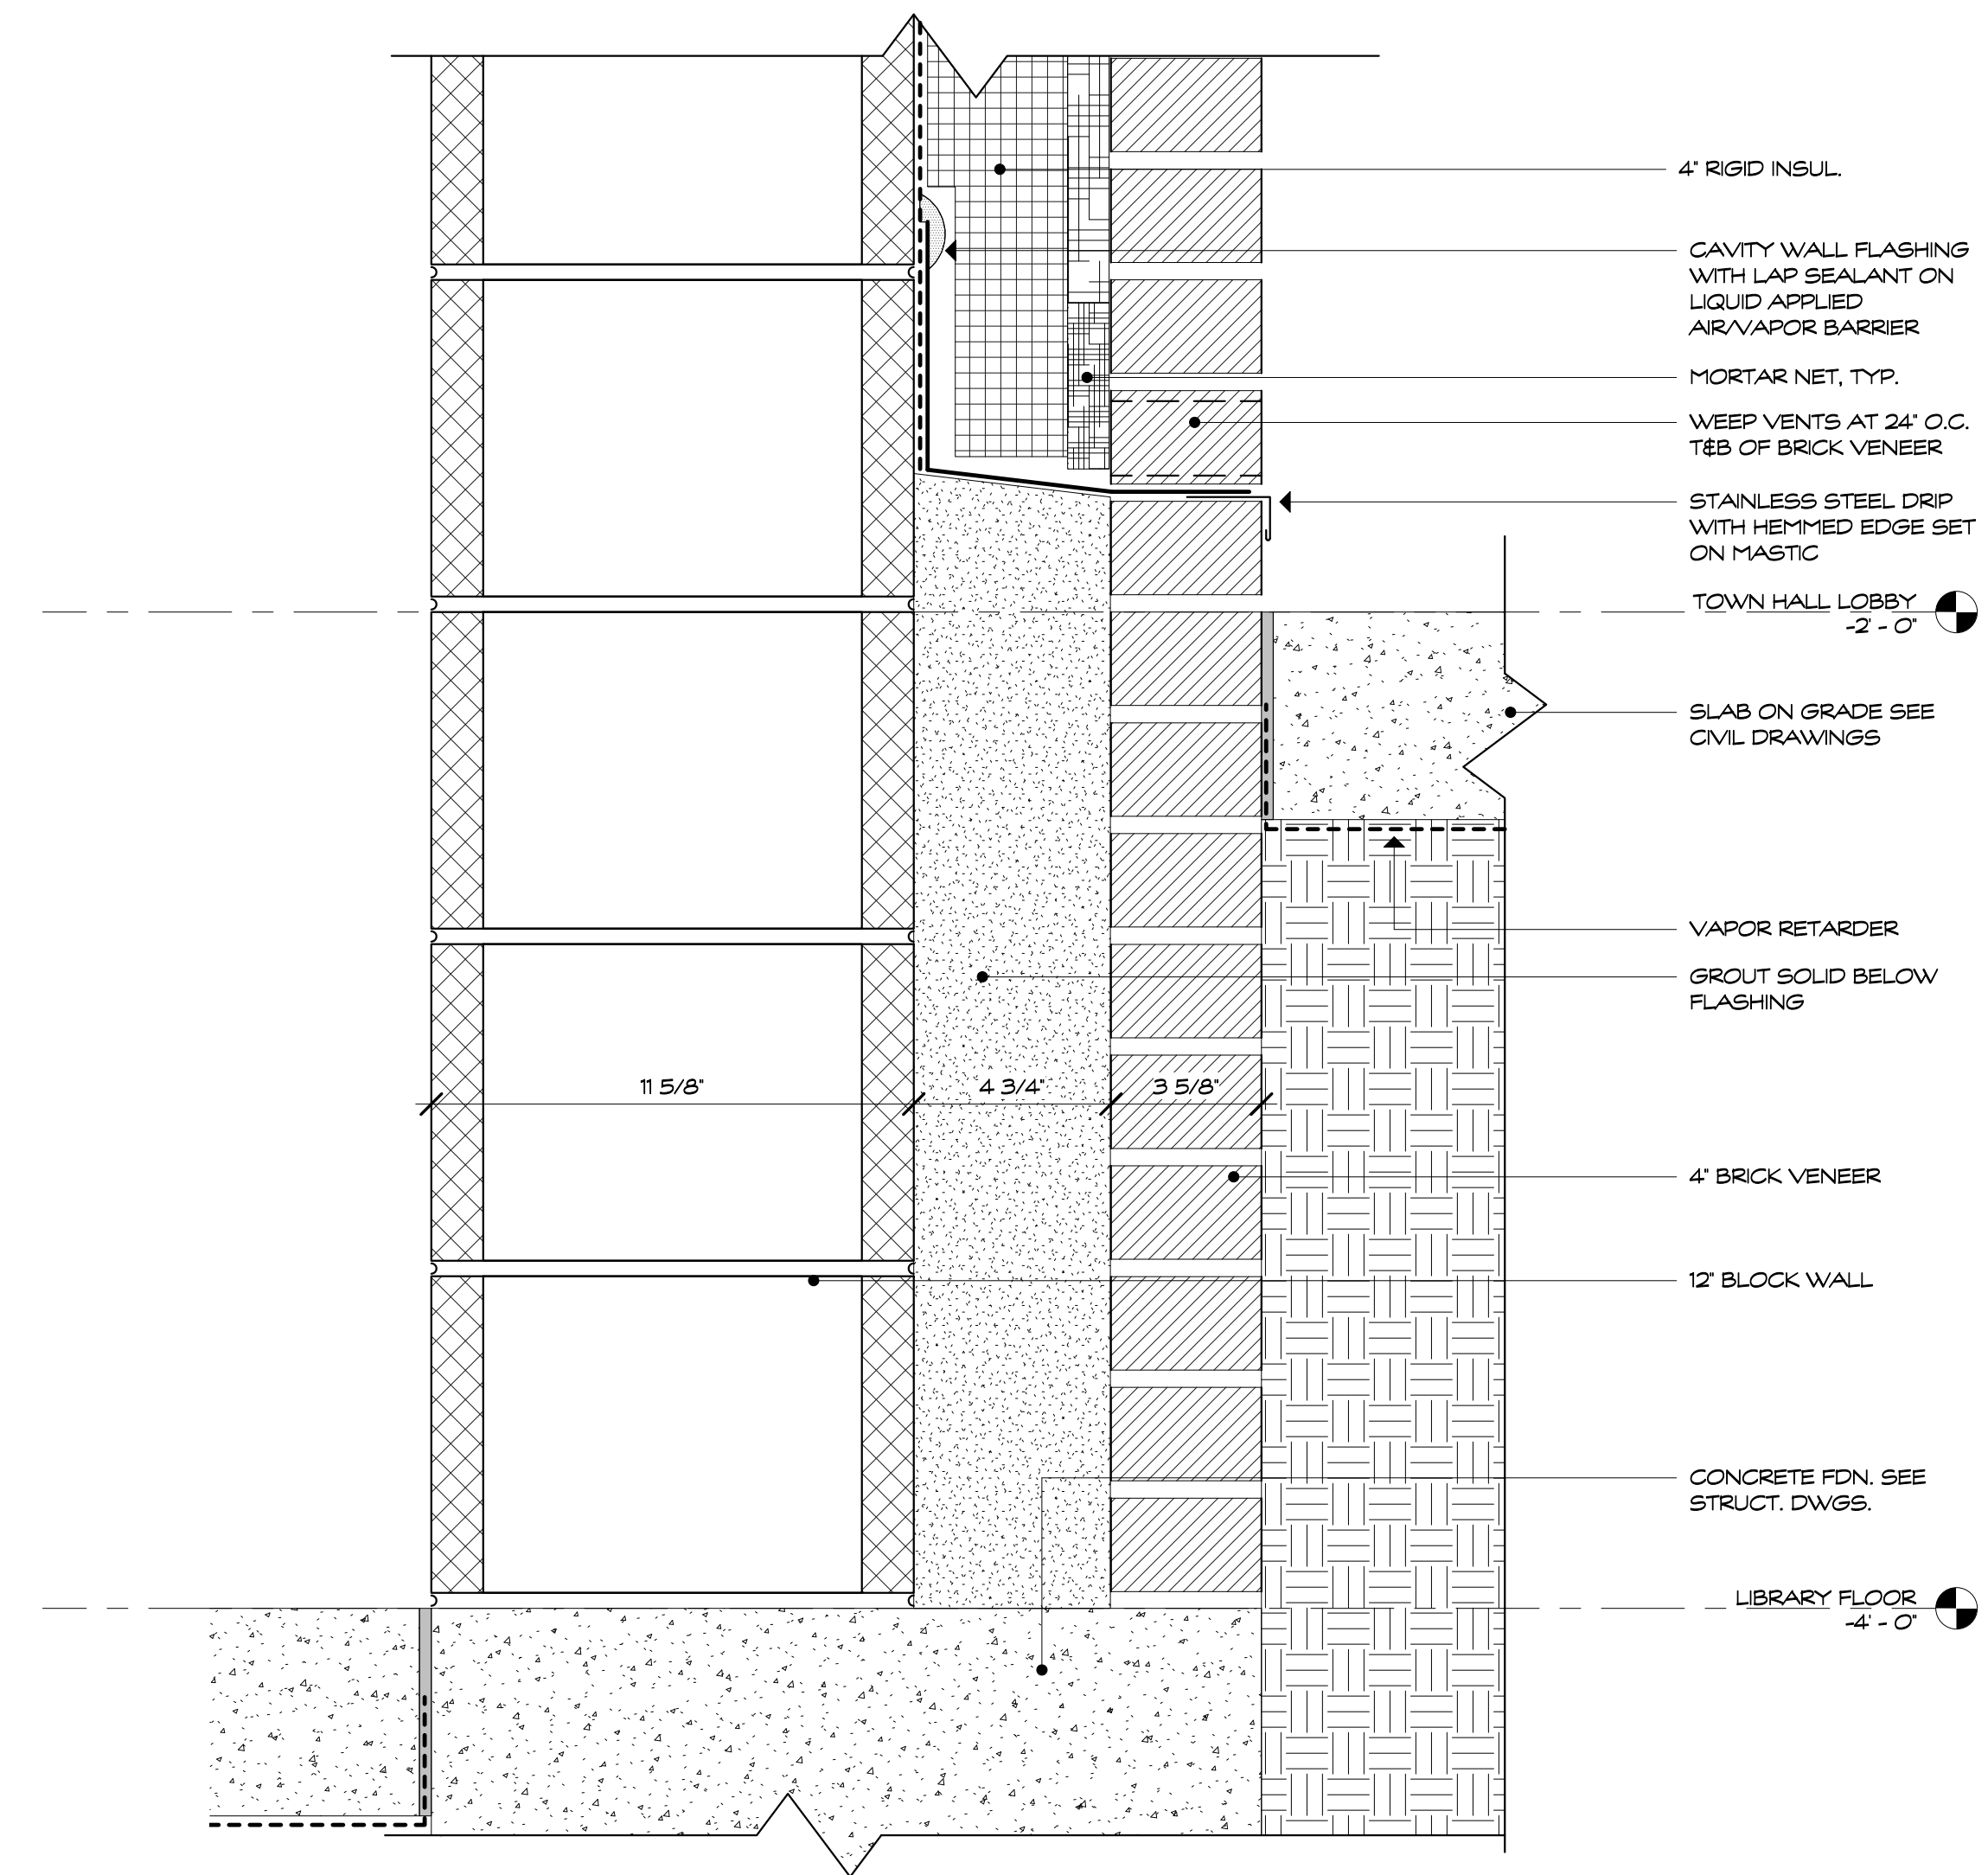 4" RIGID INSUL.
CAVITY WALL FLASHING
WITH LAP SEALANT ON
LIQUID APPLIED
AIR/VAPOR BARRIER
MORTAR NET, TYP.
WEEP VENTS AT 24" O.C.
T&B OF BRICK VENEER
STAINLESS STEEL DRIP
WITH HEMMED EDGE SET
ON MASTIC
TOWN HALL LOBBY
-2' - 0"
SLAB ON GRADE SEE
CIVIL DRAWINGS
VAPOR RETARDER
GROUT SOLID BELOW
FLASHING
11 5/8"
4 3/4"
3 5/8"
4" BRICK VENEER
12" BLOCK WALL
CONCRETE FDN. SEE
STRUCT. DWGS.
LIBRARY FLOOR
-4' - 0"